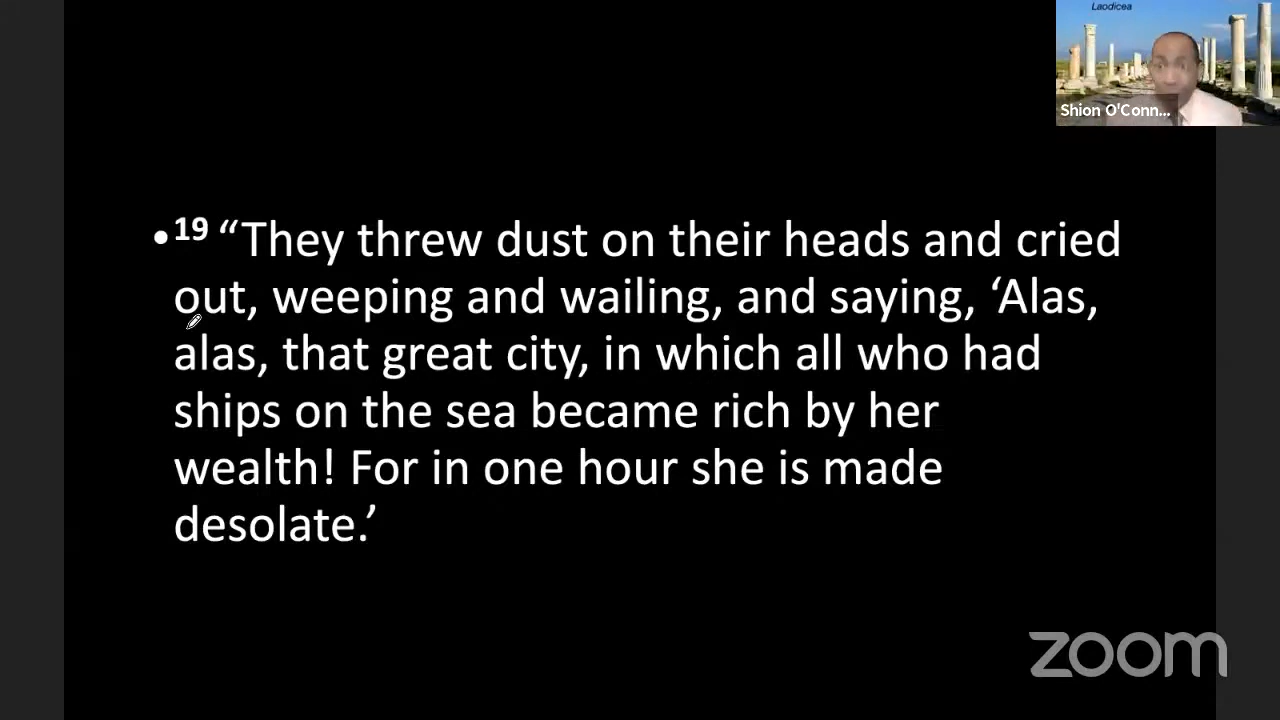 Laodicea
Shion O'Conn...
•19 “They threw dust on their heads and cried
out, weeping and wailing, and saying, ‘Alas,
alas, that great city, in which all who had
ships on the sea became rich by her
wealth! For in one hour she is made
desolate.’
zoom